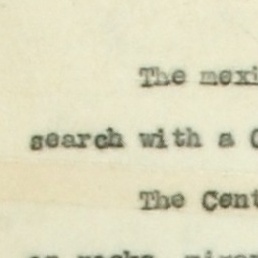 The mexi
search with a C
The Cent